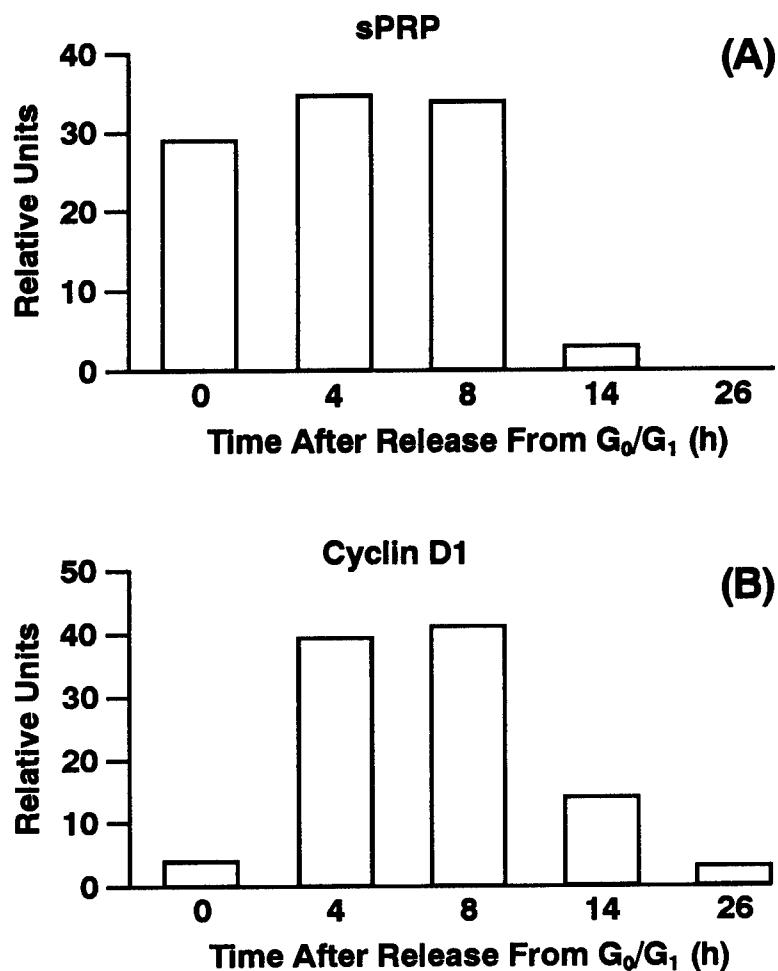 sPRP
(A)
40
30
20
10
0
Relative Units
0 4 8 14 26
Time After Release From G₀/G₁ (h)
Cyclin D1
(B)
50
40
30
20
10
0
Relative Units
0 4 8 14 26
Time After Release From G₀/G₁ (h)